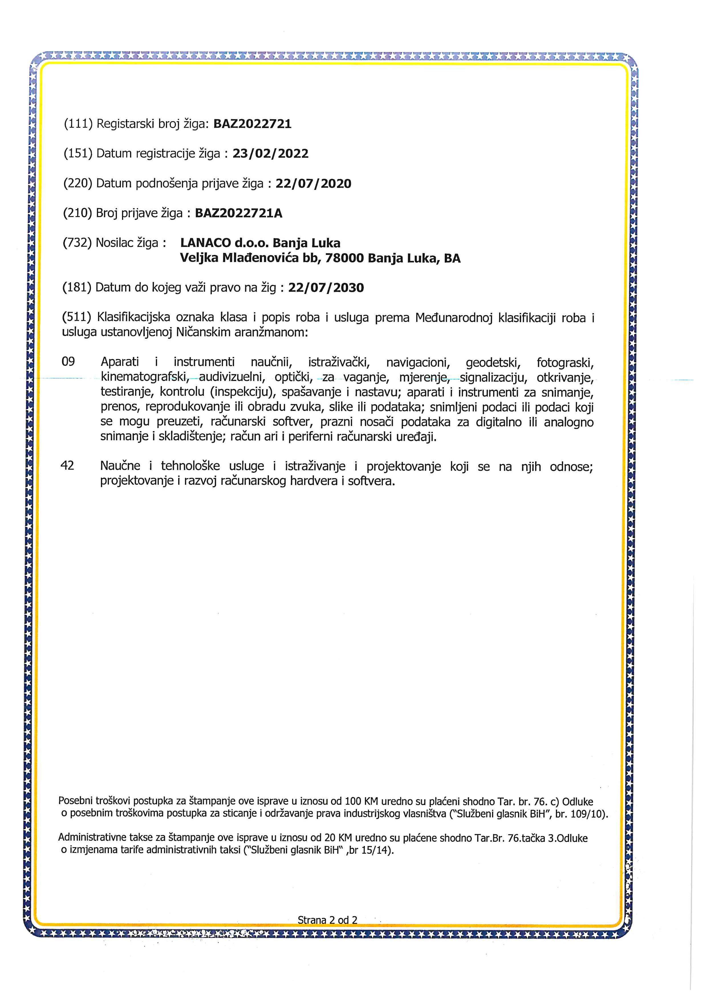 (111) Registarski broj žiga: BAZ2022721
(151) Datum registracije žiga : 23/02/2022
(220) Datum podnošenja prijave žiga : 22/07/2020
(210) Broj prijave žiga : BAZ2022721A
(732) Nosilac žiga : LANACO d.o.o. Banja Luka
Veljka Mlađenovića bb, 78000 Banja Luka, BA
(181) Datum do kojeg važi pravo na žig : 22/07/2030
(511) Klasifikacijska oznaka klasa i popis roba i usluga prema Međunarodnoj klasifikaciji roba i
usluga ustanovljenoj Ničanskim aranžmanom:
09 Aparati i instrumenti naučnii, istraživački, navigacioni, geodetski, fotograski,
kinematografski, audivizuelni, optički, za vaganje, mjerenje, signalizaciju, otkrivanje,
testiranje, kontrolu (inspekciju), spašavanje i nastavu; aparati i instrumenti za snimanje,
prenos, reprodukovanje ili obradu zvuka, slike ili podataka; snimljeni podaci ili podaci koji
se mogu preuzeti, računarski softver, prazni nosači podataka za digitalno ili analogno
snimanje i skladištenje; račun ari i periferni računarski uređaji.
42 Naučne i tehnološke usluge i istraživanje i projektovanje koji se na njih odnose;
projektovanje i razvoj računarskog hardvera i softvera.
Posebni troškovi postupka za štampanje ove isprave u iznosu od 100 KM uredno su plaćeni shodno Tar. br. 76. c) Odluke
o posebnim troškovima postupka za sticanje i održavanje prava industrijskog vlasništva ("Službeni glasnik BiH", br. 109/10).
Administrativne takse za štampanje ove isprave u iznosu od 20 KM uredno su plaćene shodno Tar.Br. 76.tačka 3.Odluke
o izmjenama tarife administrativnih taksi ("Službeni glasnik BiH" ,br 15/14).
Strana 2 od 2